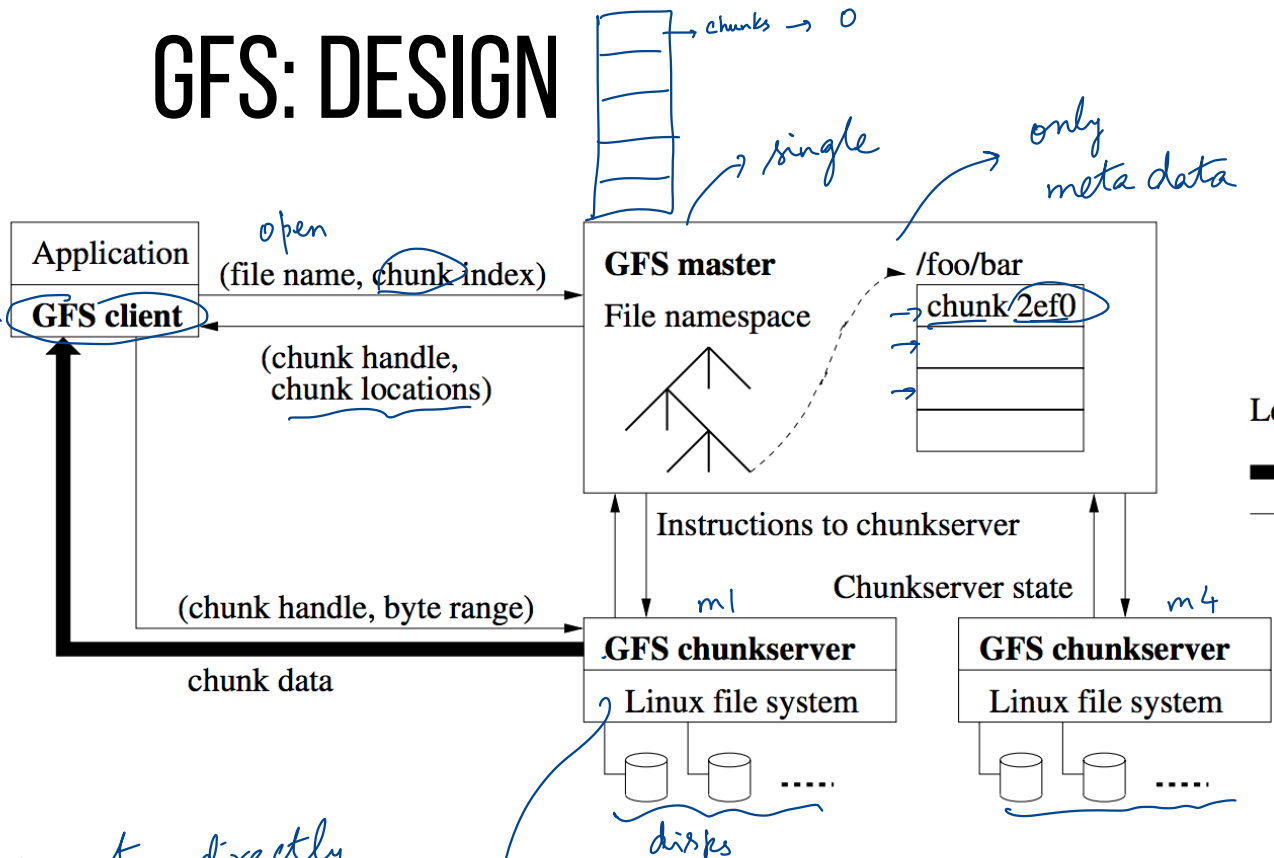 GFS: DESIGN
chunks → 0
single
only
meta data
open
Application
GFS client
(file name, chunk index)
(chunk handle,
chunk locations)
GFS master
File namespace
/foo/bar
chunk 2ef0
Instructions to chunkserver
Chunkserver state
(chunk handle, byte range)
chunk data
m1
GFS chunkserver
Linux file system
m4
GFS chunkserver
Linux file system
disks
directly